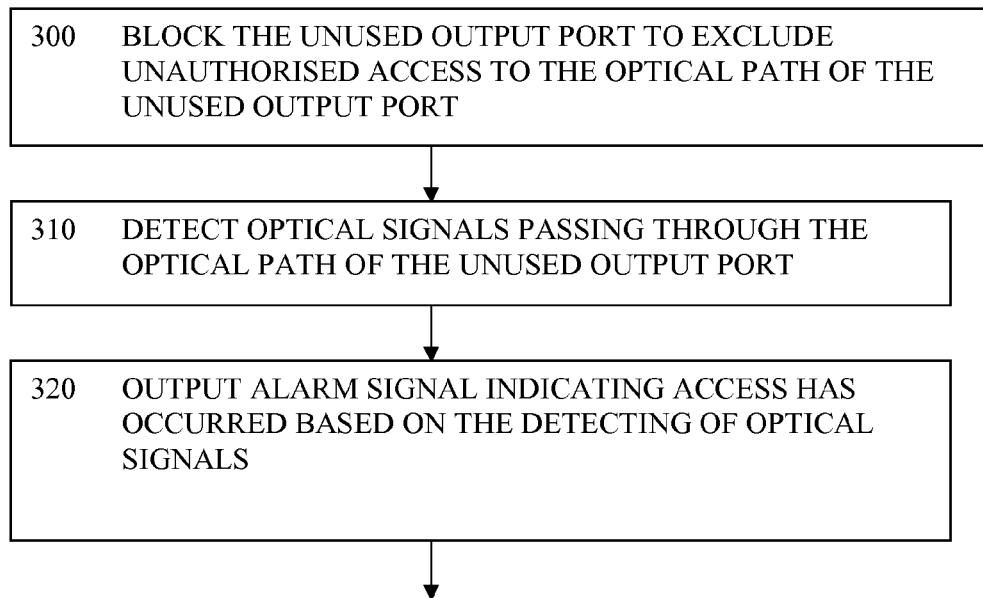 300 BLOCK THE UNUSED OUTPUT PORT TO EXCLUDE
UNAUTHORISED ACCESS TO THE OPTICAL PATH OF THE
UNUSED OUTPUT PORT
310 DETECT OPTICAL SIGNALS PASSING THROUGH THE
OPTICAL PATH OF THE UNUSED OUTPUT PORT
320 OUTPUT ALARM SIGNAL INDICATING ACCESS HAS
OCCURRED BASED ON THE DETECTING OF OPTICAL
SIGNALS